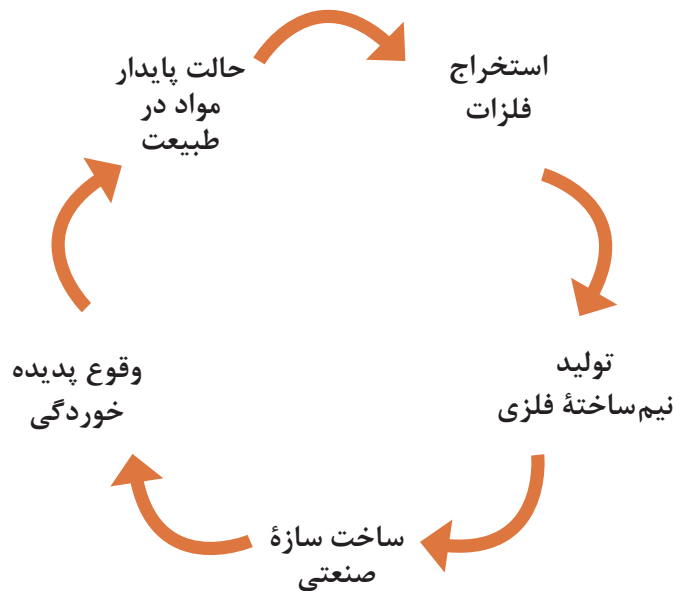 حالت پایدار
مواد در
طبیعت
استخراج
فلزات
تولید
نیم‌ساختهٔ فلزی
ساخت سازهٔ
صنعتی
وقوع پدیده
خوردگی